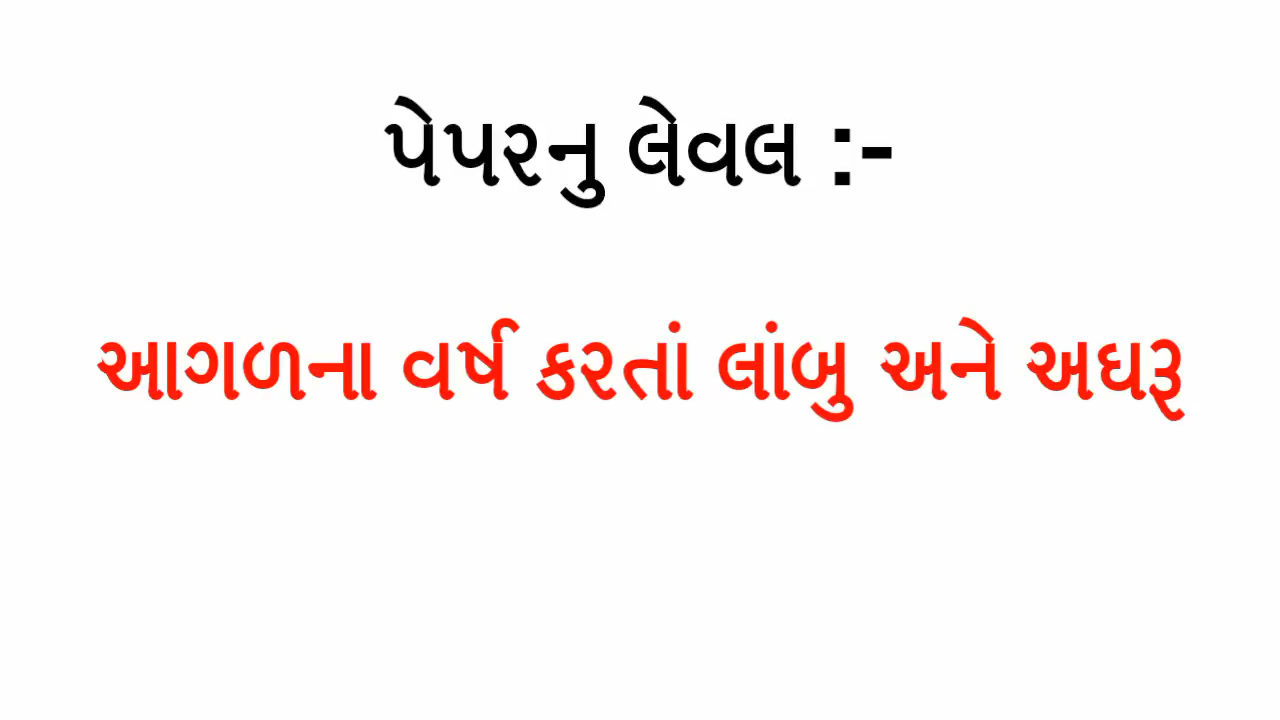 પેપરનુ લેવલ :-
આગળના વર્ષ કરતાં લાંબુ અને અઘરૂ